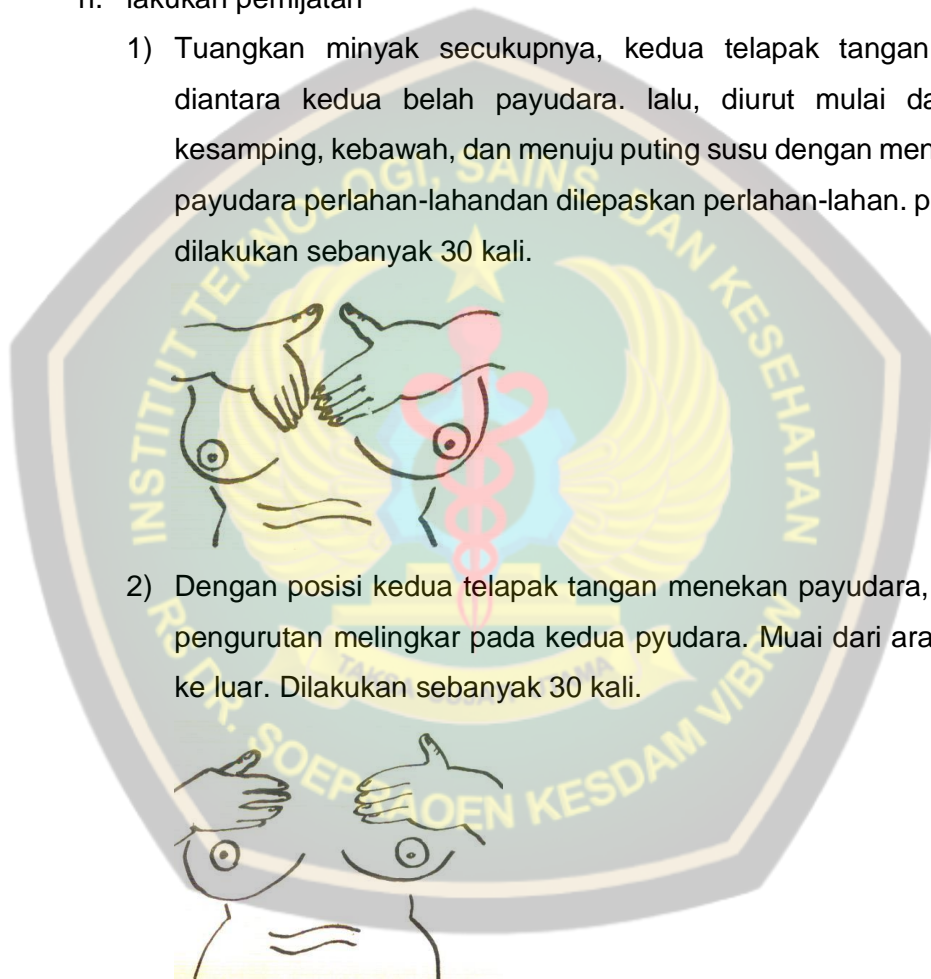 lakukan pemijatan
1) Tuangkan minyak secukupnya, kedua telapak tangan
diantara kedua belah payudara. lalu, diurut mulai da
kesamping, kebawah, dan menuju puting susu dengan men
payudara perlahan-lahandan dilepaskan perlahan-lahan. p
dilakukan sebanyak 30 kali.
2) Dengan posisi kedua telapak tangan menekan payudara,
pengurutan melingkar pada kedua pyudara. Muai dari ara
ke luar. Dilakukan sebanyak 30 kali.
INSTITUT TEKNOLOGI, SAINS, DAN KESEHATAN
RS DR. SOEPRAOEN KESDAM V/BRW